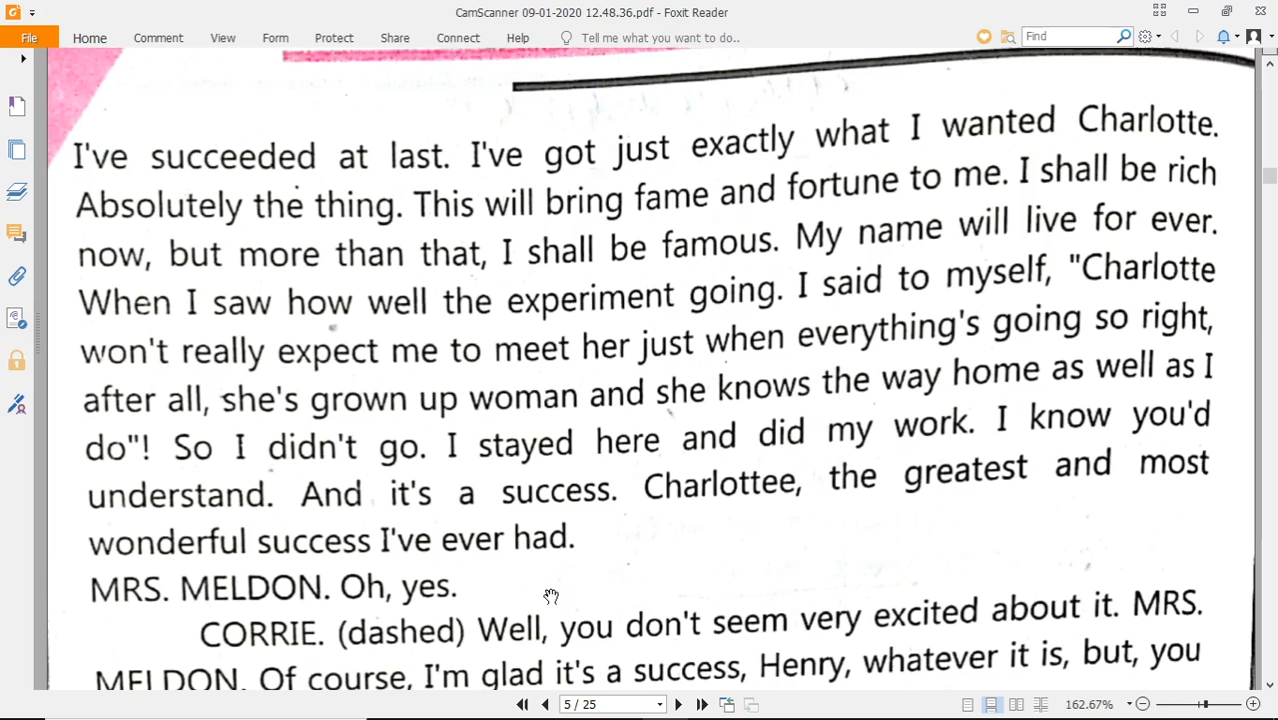 CamScanner 09-01-2020 12.48.36.pdf - Foxit Reader
File Home Comment View Form Protect Share Connect Help Tell me what you want to do.. Find
I've succeeded at last. I've got just exactly what I wanted Charlotte.
Absolutely the thing. This will bring fame and fortune to me. I shall be rich
now, but more than that, I shall be famous. My name will live for ever.
When I saw how well the experiment going. I said to myself, "Charlotte
won't really expect me to meet her just when everything's going so right,
after all, she's grown up woman and she knows the way home as well as I
do"! So I didn't go. I stayed here and did my work. I know you'd
understand. And it's a success. Charlottee, the greatest and most
wonderful success I've ever had.
MRS. MELDON. Oh, yes.
CORRIE. (dashed) Well, you don't seem very excited about it. MRS.
MELDON. Of course, I'm glad it's a success, Henry, whatever it is, but, you
5 / 25 162.67%